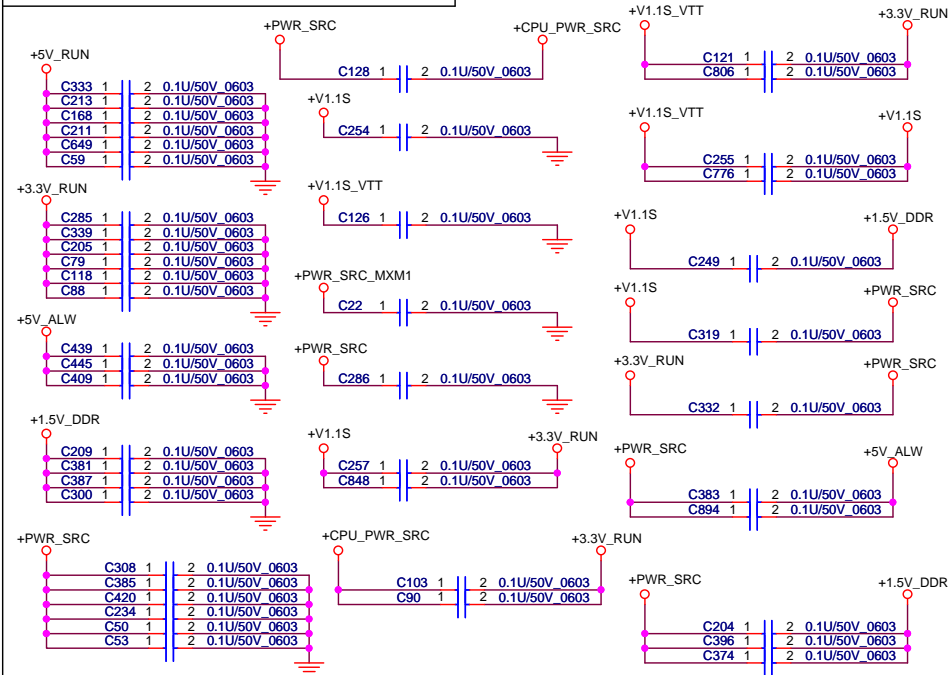 +5V_RUN
C333 1 2 0.1U/50V_0603
C213 1 2 0.1U/50V_0603
C168 1 2 0.1U/50V_0603
C211 1 2 0.1U/50V_0603
C649 1 2 0.1U/50V_0603
C59 1 2 0.1U/50V_0603
+3.3V_RUN
C285 1 2 0.1U/50V_0603
C339 1 2 0.1U/50V_0603
C205 1 2 0.1U/50V_0603
C79 1 2 0.1U/50V_0603
C118 1 2 0.1U/50V_0603
C88 1 2 0.1U/50V_0603
+5V_ALW
C439 1 2 0.1U/50V_0603
C445 1 2 0.1U/50V_0603
C409 1 2 0.1U/50V_0603
+1.5V_DDR
C209 1 2 0.1U/50V_0603
C381 1 2 0.1U/50V_0603
C387 1 2 0.1U/50V_0603
C300 1 2 0.1U/50V_0603
+PWR_SRC
C308 1 2 0.1U/50V_0603
C385 1 2 0.1U/50V_0603
C420 1 2 0.1U/50V_0603
C234 1 2 0.1U/50V_0603
C50 1 2 0.1U/50V_0603
C53 1 2 0.1U/50V_0603
+PWR_SRC +CPU_PWR_SRC
C128 1 2 0.1U/50V_0603
+V1.1S
C254 1 2 0.1U/50V_0603
+V1.1S_VTT
C126 1 2 0.1U/50V_0603
+PWR_SRC_MXM1
C22 1 2 0.1U/50V_0603
+PWR_SRC
C286 1 2 0.1U/50V_0603
+V1.1S +3.3V_RUN
C257 1 2 0.1U/50V_0603
C848 1 2 0.1U/50V_0603
+CPU_PWR_SRC +3.3V_RUN
C103 1 2 0.1U/50V_0603
C90 1 2 0.1U/50V_0603
+V1.1S_VTT +3.3V_RUN
C121 1 2 0.1U/50V_0603
C806 1 2 0.1U/50V_0603
+V1.1S_VTT +V1.1S
C255 1 2 0.1U/50V_0603
C776 1 2 0.1U/50V_0603
+V1.1S +1.5V_DDR
C249 1 2 0.1U/50V_0603
+V1.1S +PWR_SRC
C319 1 2 0.1U/50V_0603
+3.3V_RUN +PWR_SRC
C332 1 2 0.1U/50V_0603
+PWR_SRC +5V_ALW
C383 1 2 0.1U/50V_0603
C894 1 2 0.1U/50V_0603
+PWR_SRC +1.5V_DDR
C204 1 2 0.1U/50V_0603
C396 1 2 0.1U/50V_0603
C374 1 2 0.1U/50V_0603